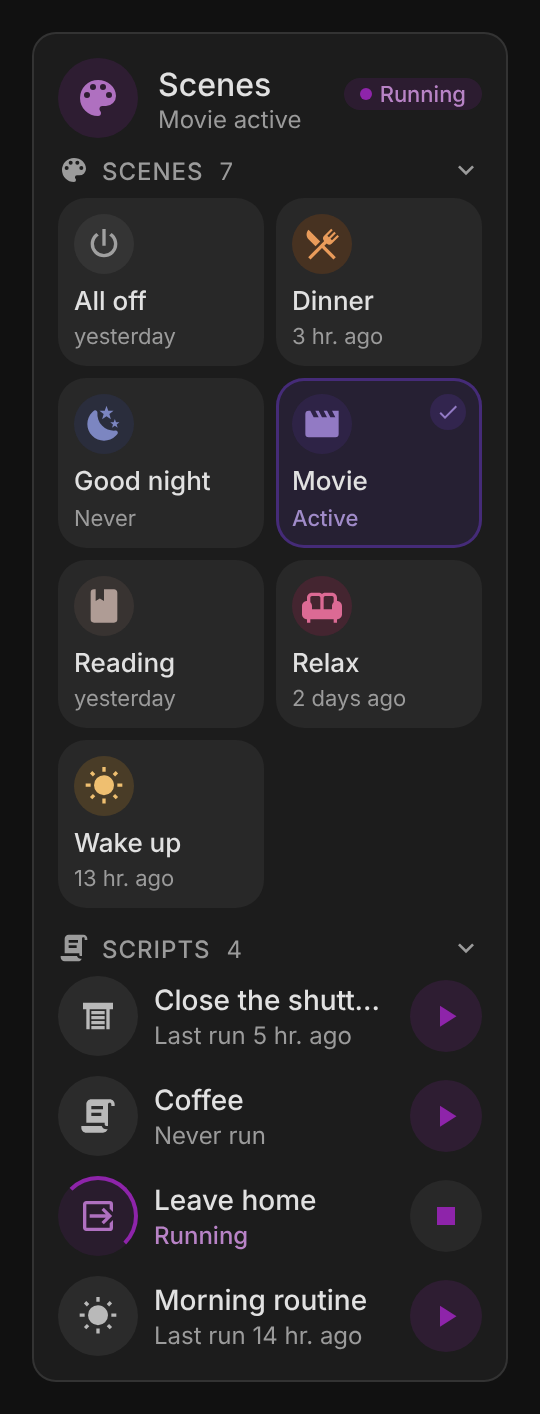 Scenes
Movie active
Running
SCENES 7
All off
yesterday
Dinner
3 hr. ago
Good night
Never
Movie
Active
Reading
yesterday
Relax
2 days ago
Wake up
13 hr. ago
SCRIPTS 4
Close the shutt...
Last run 5 hr. ago
Coffee
Never run
Leave home
Running
Morning routine
Last run 14 hr. ago